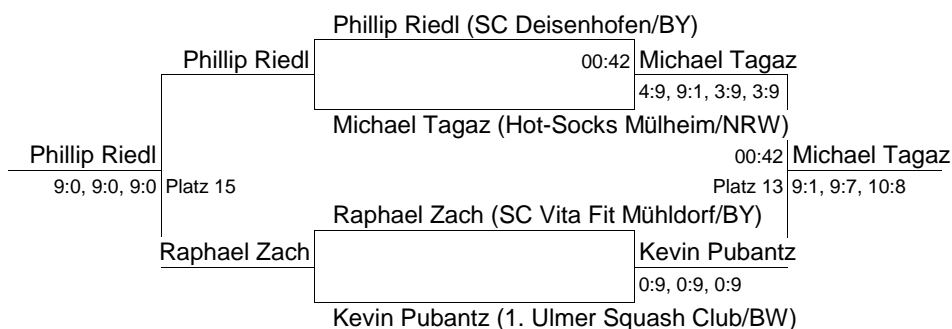 Phillip Riedl (SC Deisenhofen/BY)
Phillip Riedl
00:42 Michael Tagaz
4:9, 9:1, 3:9, 3:9
Michael Tagaz (Hot-Socks Mülheim/NRW)
Phillip Riedl
00:42 Michael Tagaz
9:0, 9:0, 9:0 Platz 15
Platz 13 9:1, 9:7, 10:8
Raphael Zach (SC Vita Fit Mühldorf/BY)
Raphael Zach
Kevin Pubantz
0:9, 0:9, 0:9
Kevin Pubantz (1. Ulmer Squash Club/BW)